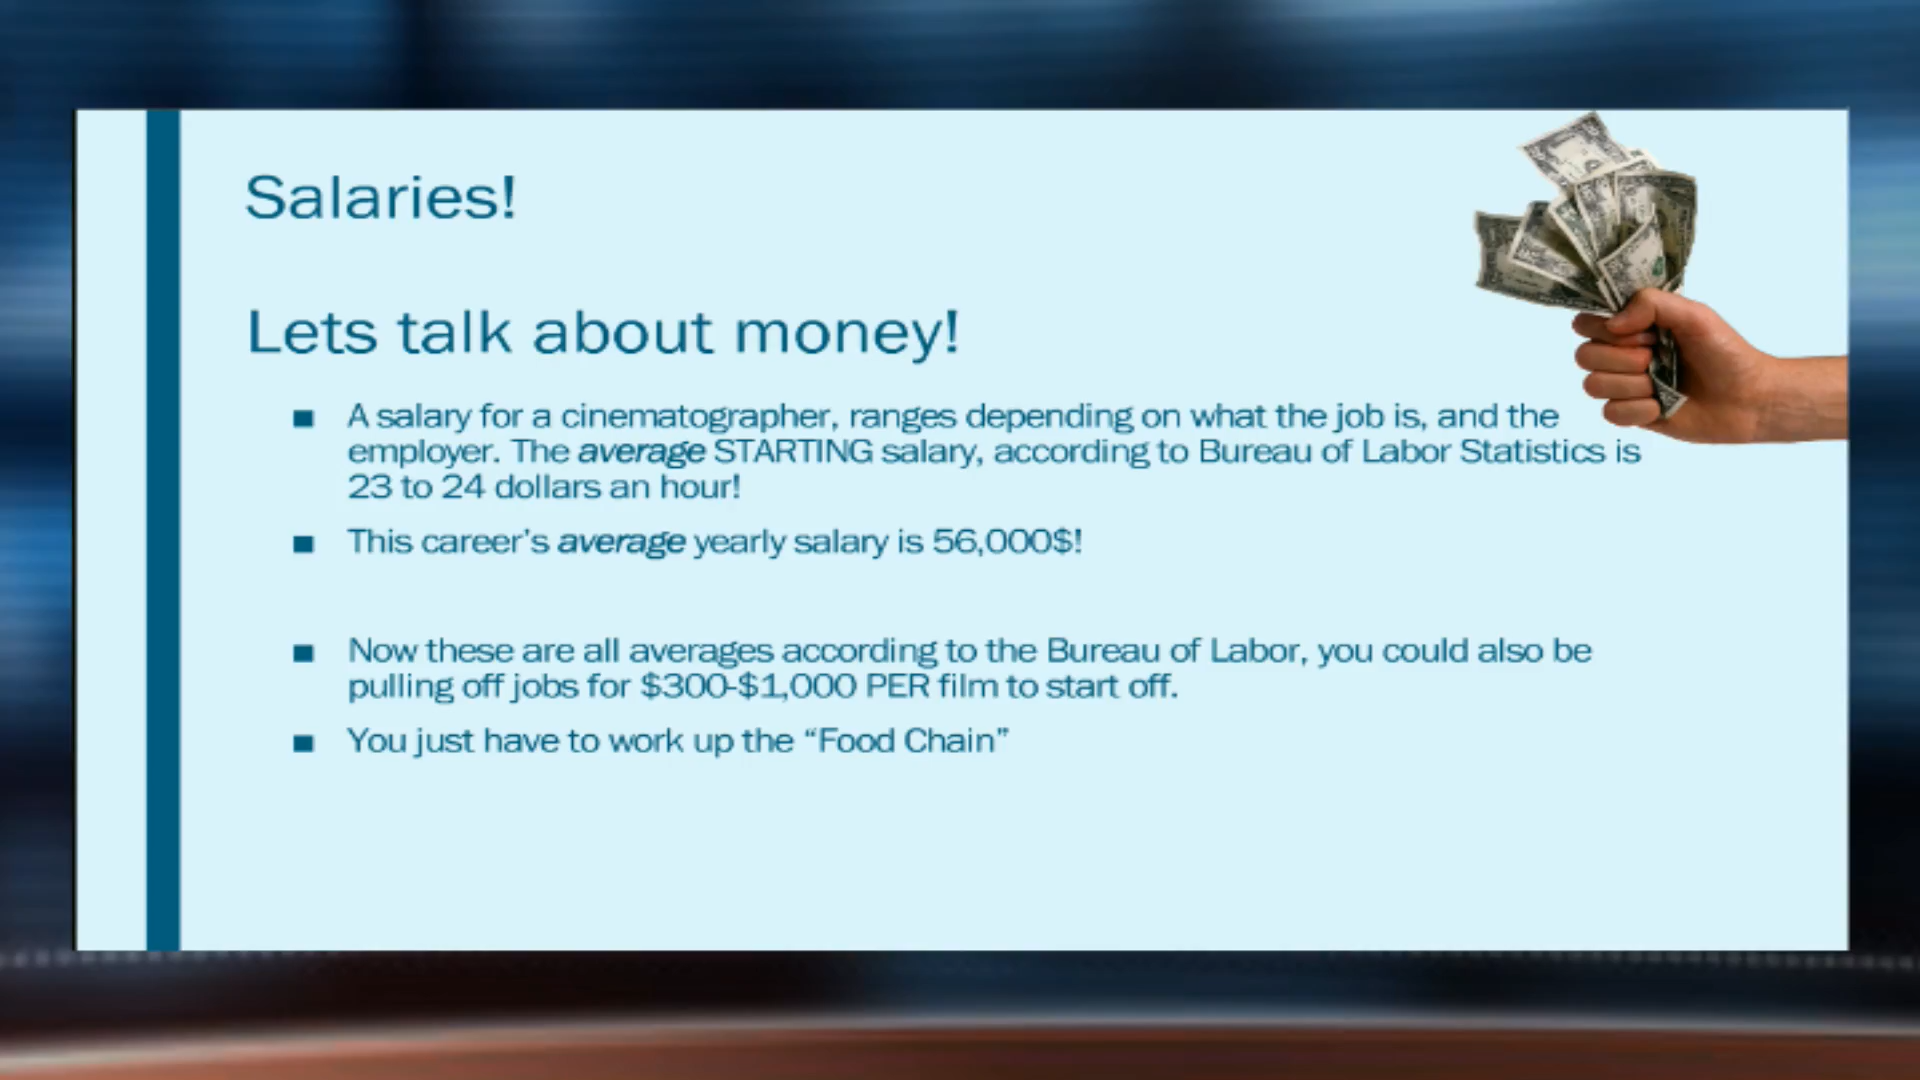 Salaries!
Lets talk about money!
■ A salary for a cinematographer, ranges depending on what the job is, and the
employer. The average STARTING salary, according to Bureau of Labor Statistics is
23 to 24 dollars an hour!
■ This career’s average yearly salary is 56,000$!
■ Now these are all averages according to the Bureau of Labor, you could also be
pulling off jobs for $300-$1,000 PER film to start off.
■ You just have to work up the “Food Chain”